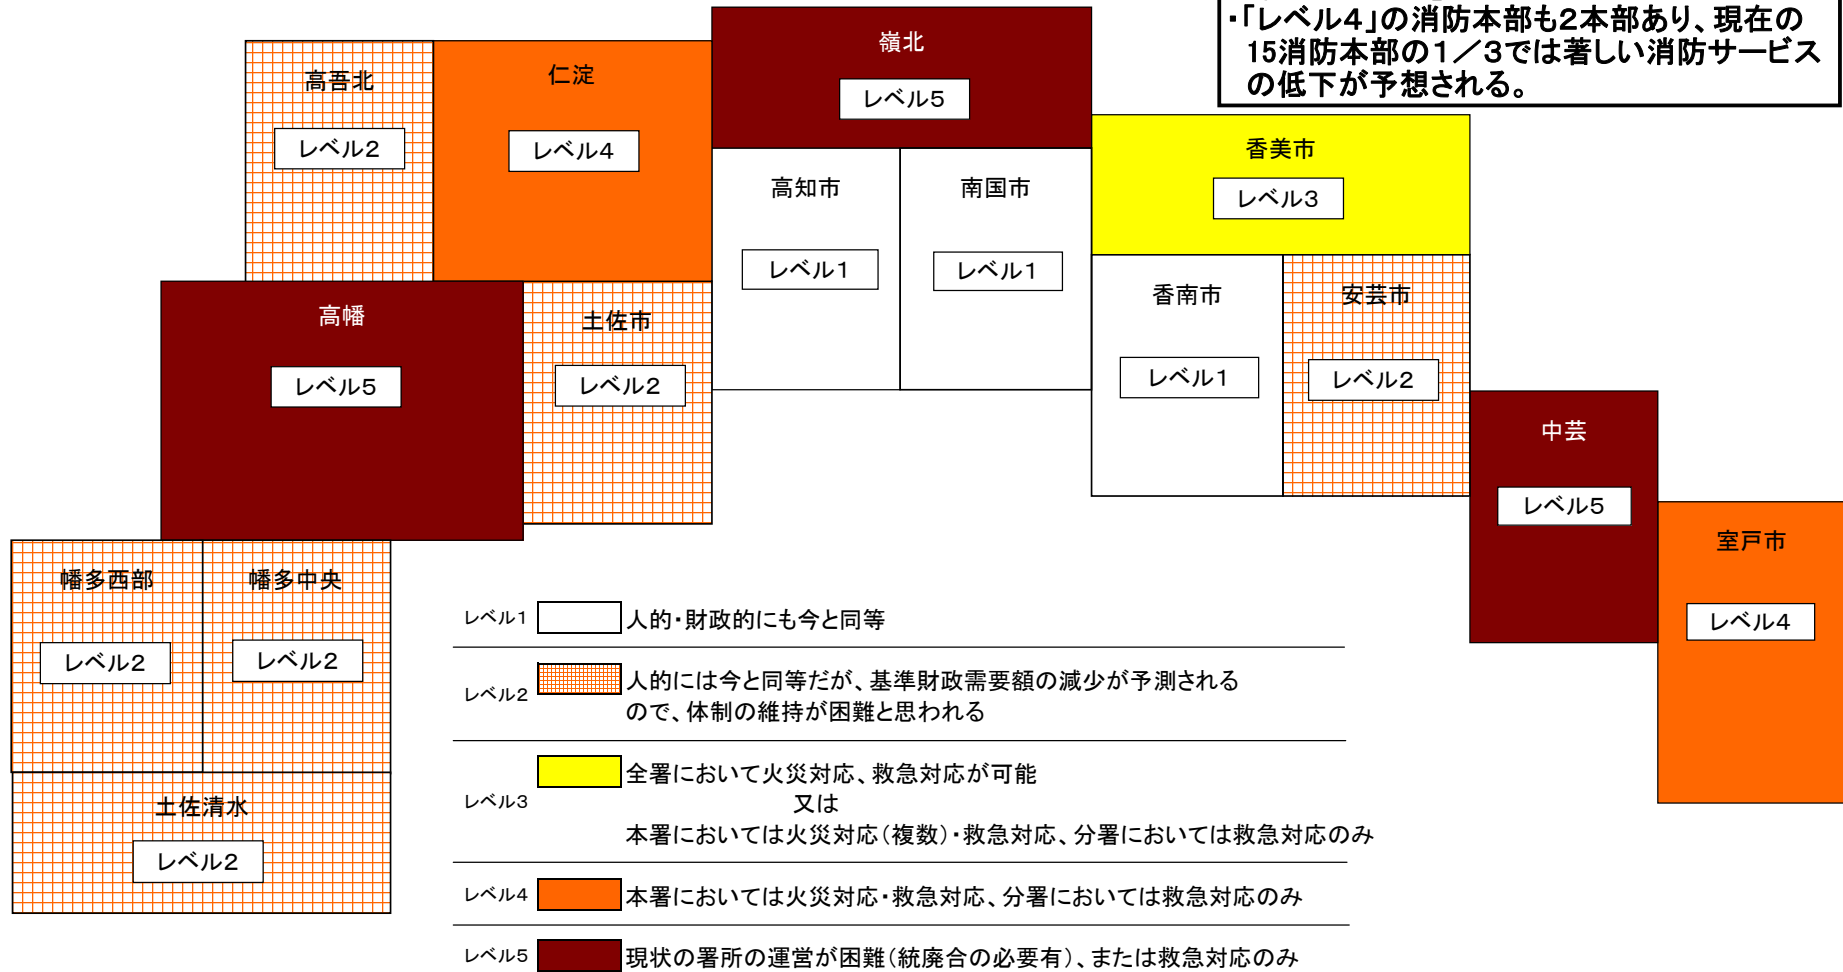 ・「レベル４」の消防本部も２本部あり、現在の
15消防本部の１／３では著しい消防サービス
の低下が予想される。
嶺北
レベル５
高吾北
レベル２
仁淀
レベル４
香美市
レベル３
高知市
レベル１
南国市
レベル１
高幡
レベル５
土佐市
レベル２
香南市
レベル１
安芸市
レベル２
中芸
レベル５
室戸市
レベル４
幡多西部
レベル２
幡多中央
レベル２
土佐清水
レベル２
レベル１ 人的・財政的にも今と同等
レベル２ 人的には今と同等だが、基準財政需要額の減少が予測される
ので、体制の維持が困難と思われる
レベル３ 全署において火災対応、救急対応が可能
又は
本署においては火災対応（複数）・救急対応、分署においては救急対応のみ
レベル４ 本署においては火災対応・救急対応、分署においては救急対応のみ
レベル５ 現状の署所の運営が困難（統廃合の必要有）、または救急対応のみ